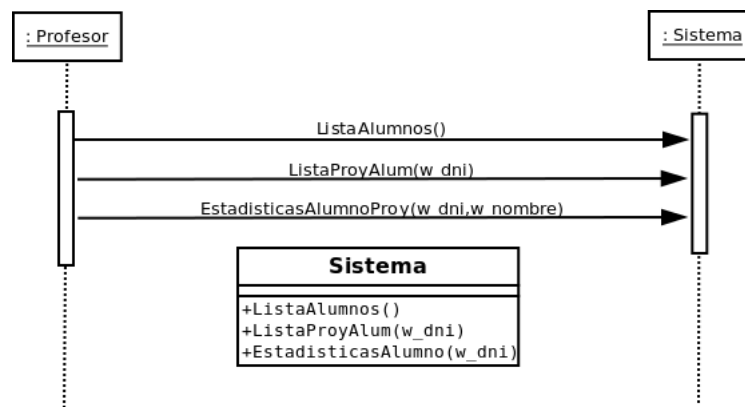 : Profesor
: Sistema
ListaAlumnos()
ListaProyAlum(w_dni)
EstadisticasAlumnoProy(w_dni,w_nombre)
Sistema
+ListaAlumnos()
+ListaProyAlum(w_dni)
+EstadisticasAlumno(w_dni)